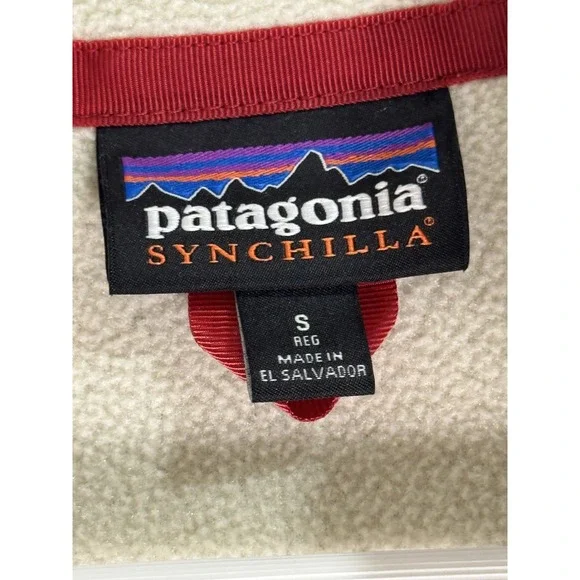 patagonia®
SYNCHILLA®
S
REG
MADE IN
EL SALVADOR